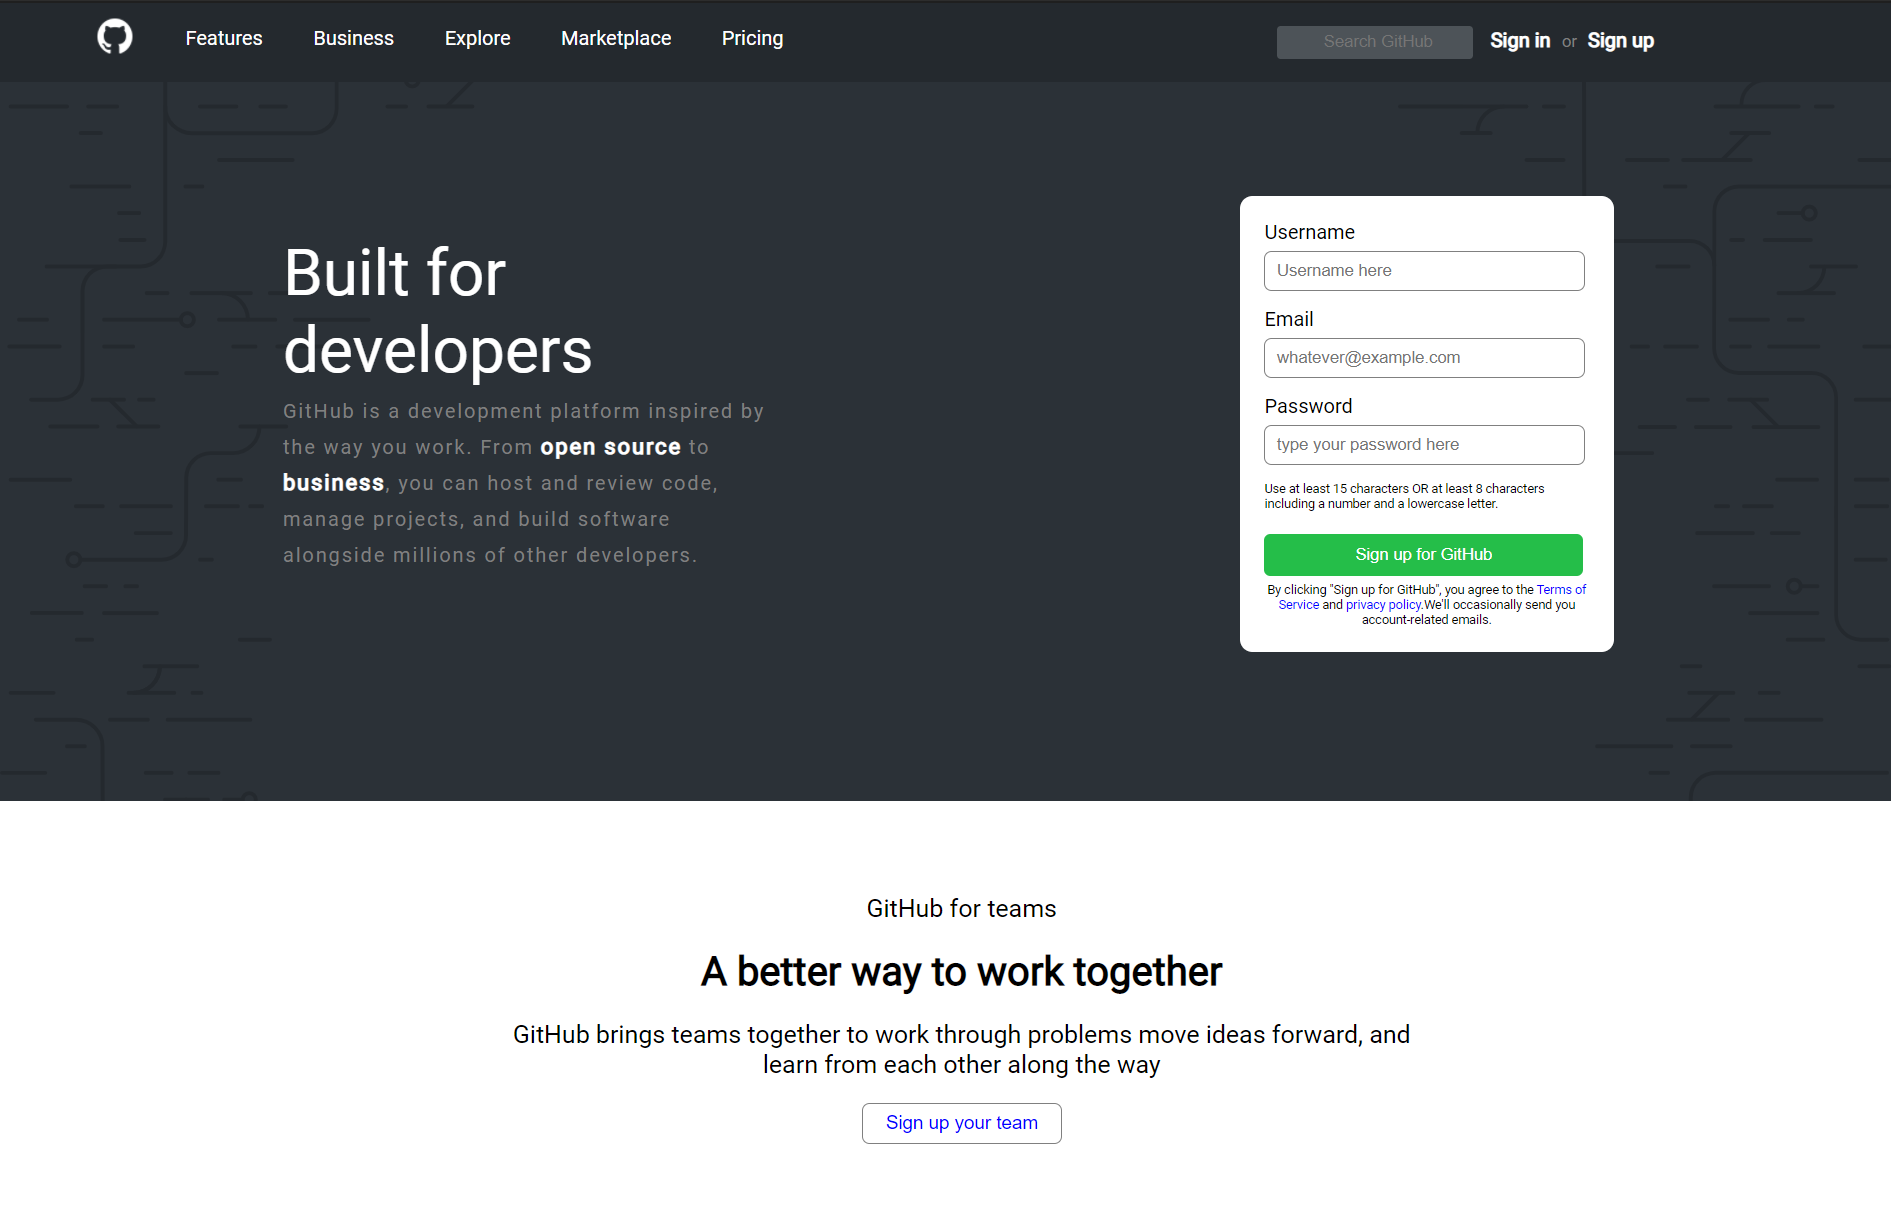 Features Business Explore Marketplace Pricing Search GitHub Sign in or Sign up
Built for
developers
GitHub is a development platform inspired by
the way you work. From open source to
business, you can host and review code,
manage projects, and build software
alongside millions of other developers.
Username
Username here
Email
whatever@example.com
Password
type your password here
Use at least 15 characters OR at least 8 characters
including a number and a lowercase letter.
Sign up for GitHub
By clicking "Sign up for GitHub", you agree to the Terms of
Service and privacy policy.We'll occasionally send you
account-related emails.
GitHub for teams
A better way to work together
GitHub brings teams together to work through problems move ideas forward, and
learn from each other along the way
Sign up your team